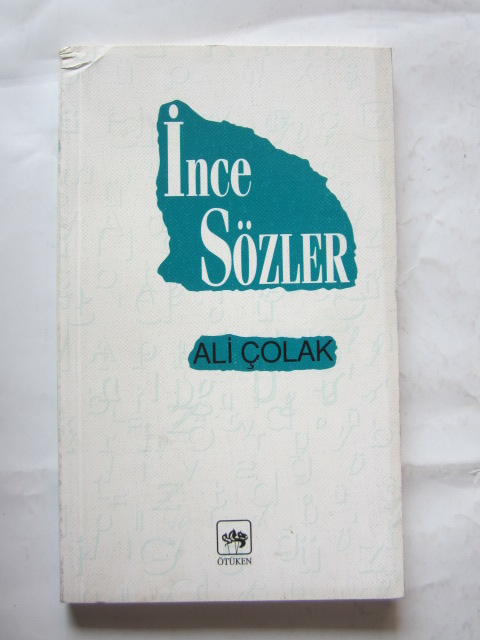 İnce
SÖZLER
ALİ ÇOLAK
ÖTÜKEN